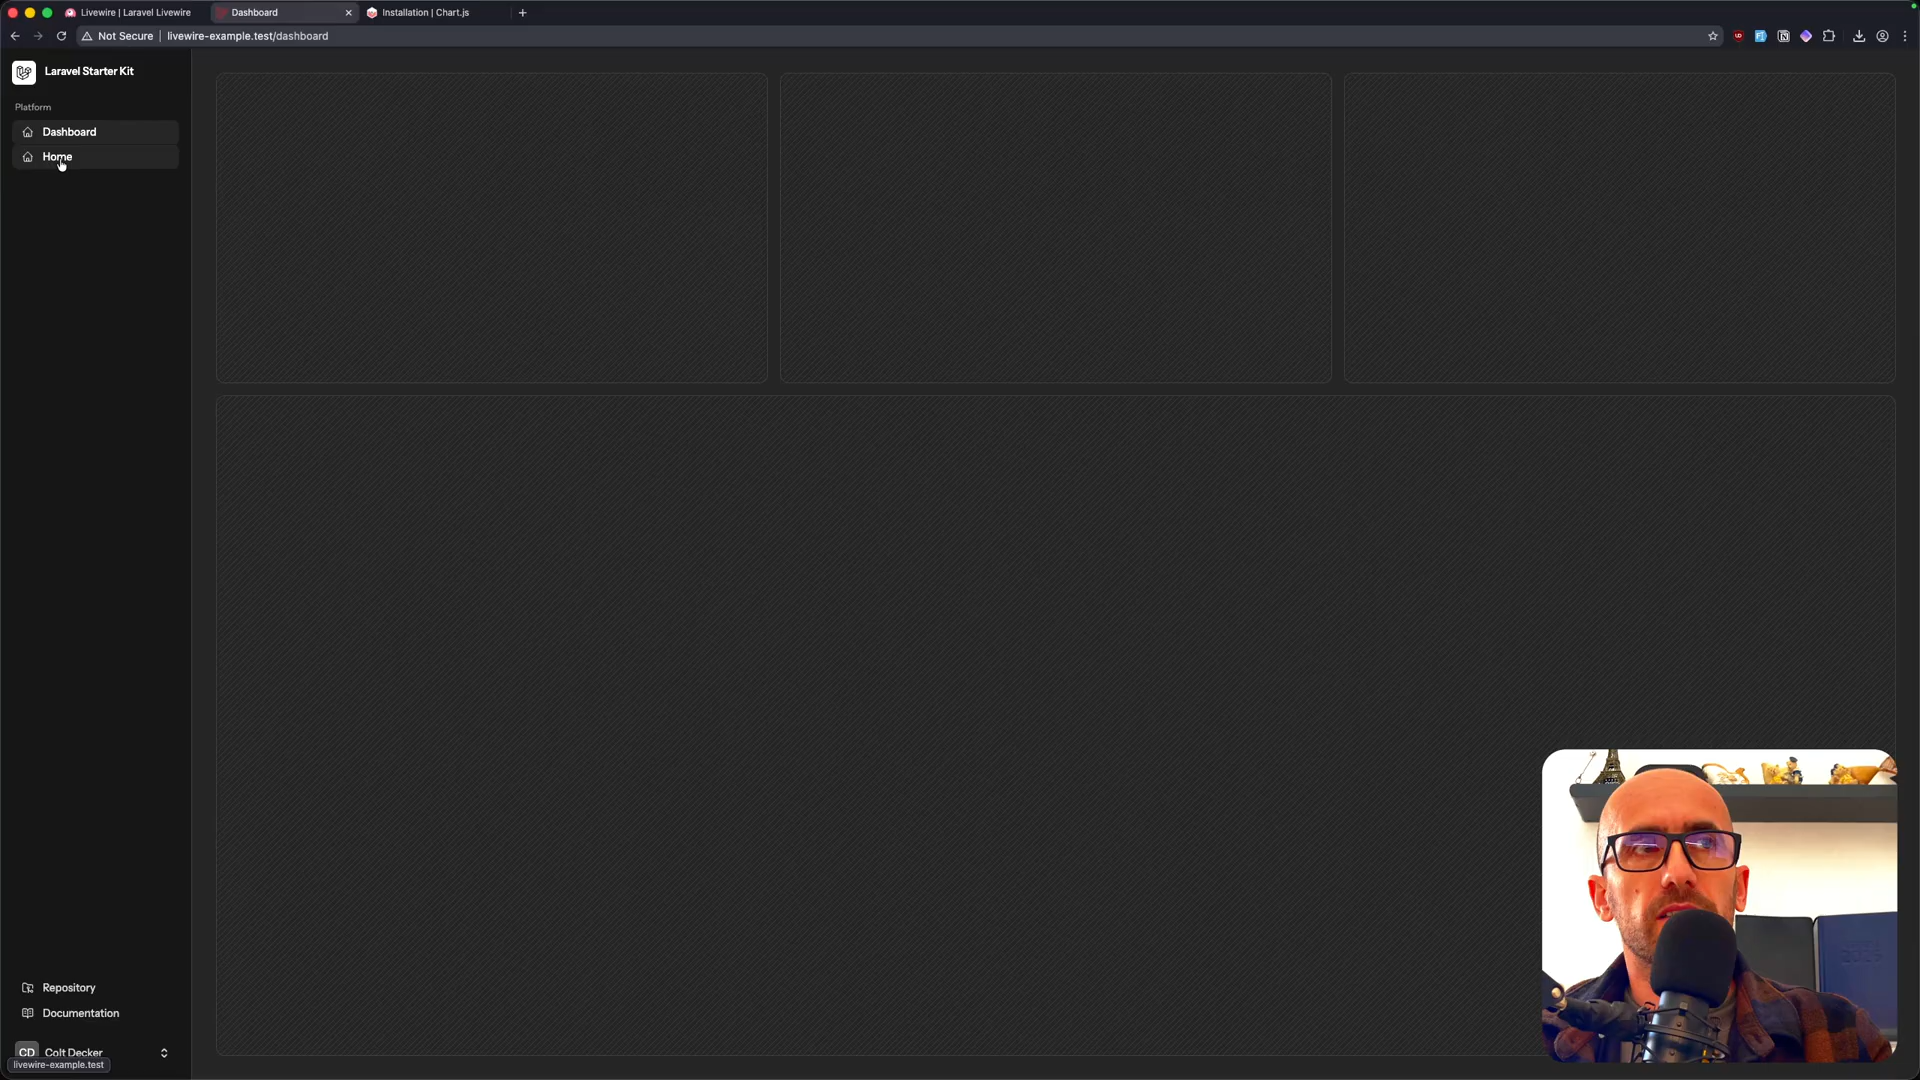 Livewire | Laravel Livewire
Dashboard
Installation | Chart.js
Not Secure
livewire-example.test/dashboard
Laravel Starter Kit
Platform
Dashboard
Home
Repository
Documentation
CD
Colt Decker
livewire-example.test